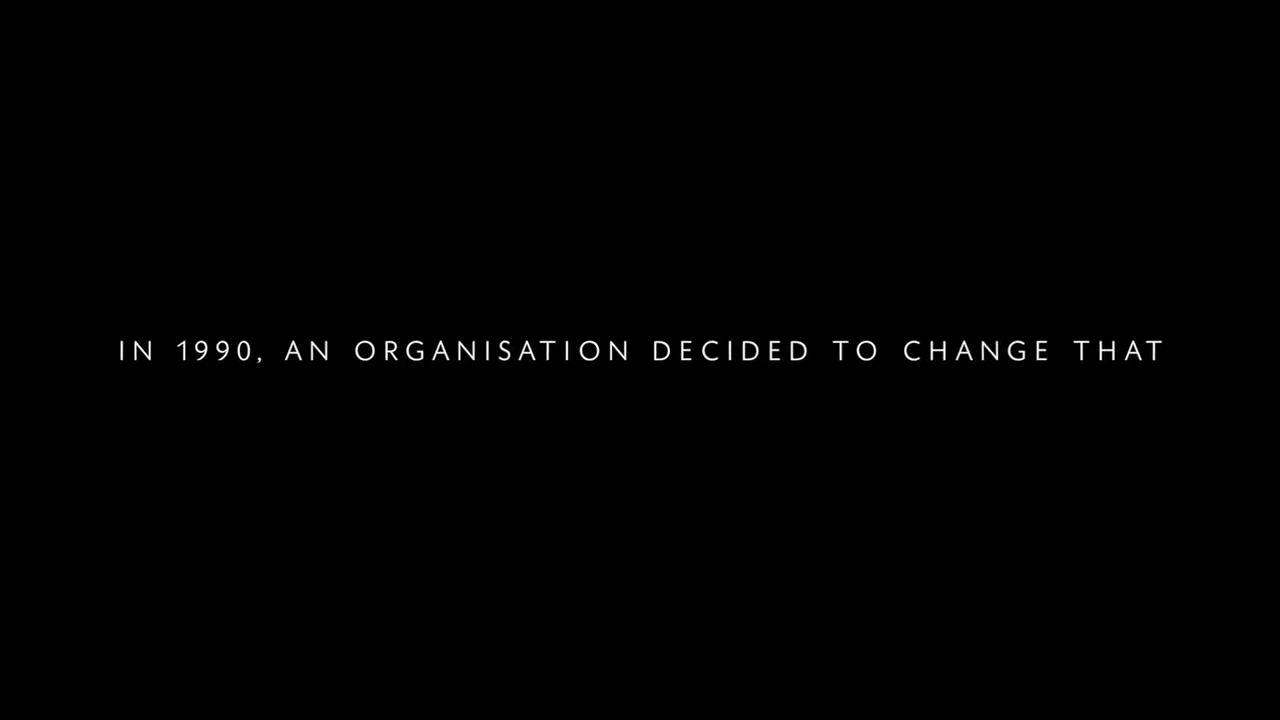 IN 1990, AN ORGANISATION DECIDED TO CHANGE THAT